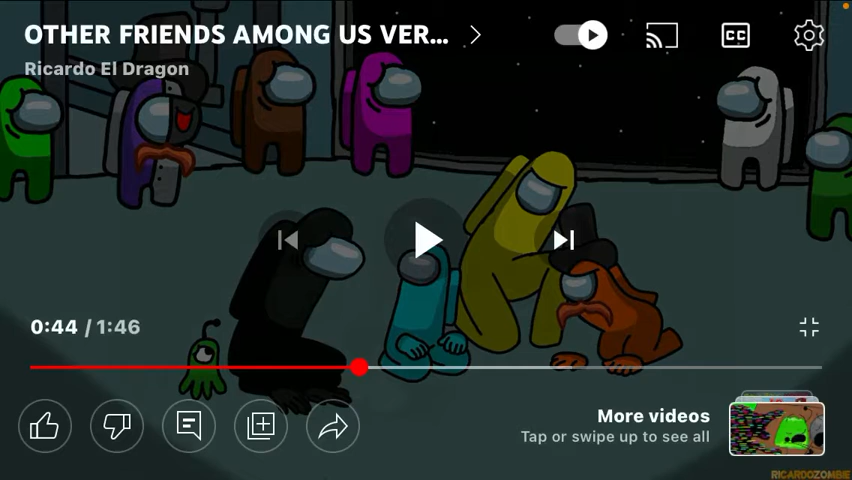 OTHER FRIENDS AMONG US VER...
Ricardo El Dragon
CC
0:44 / 1:46
More videos
Tap or swipe up to see all
RICARDOZOMBIE